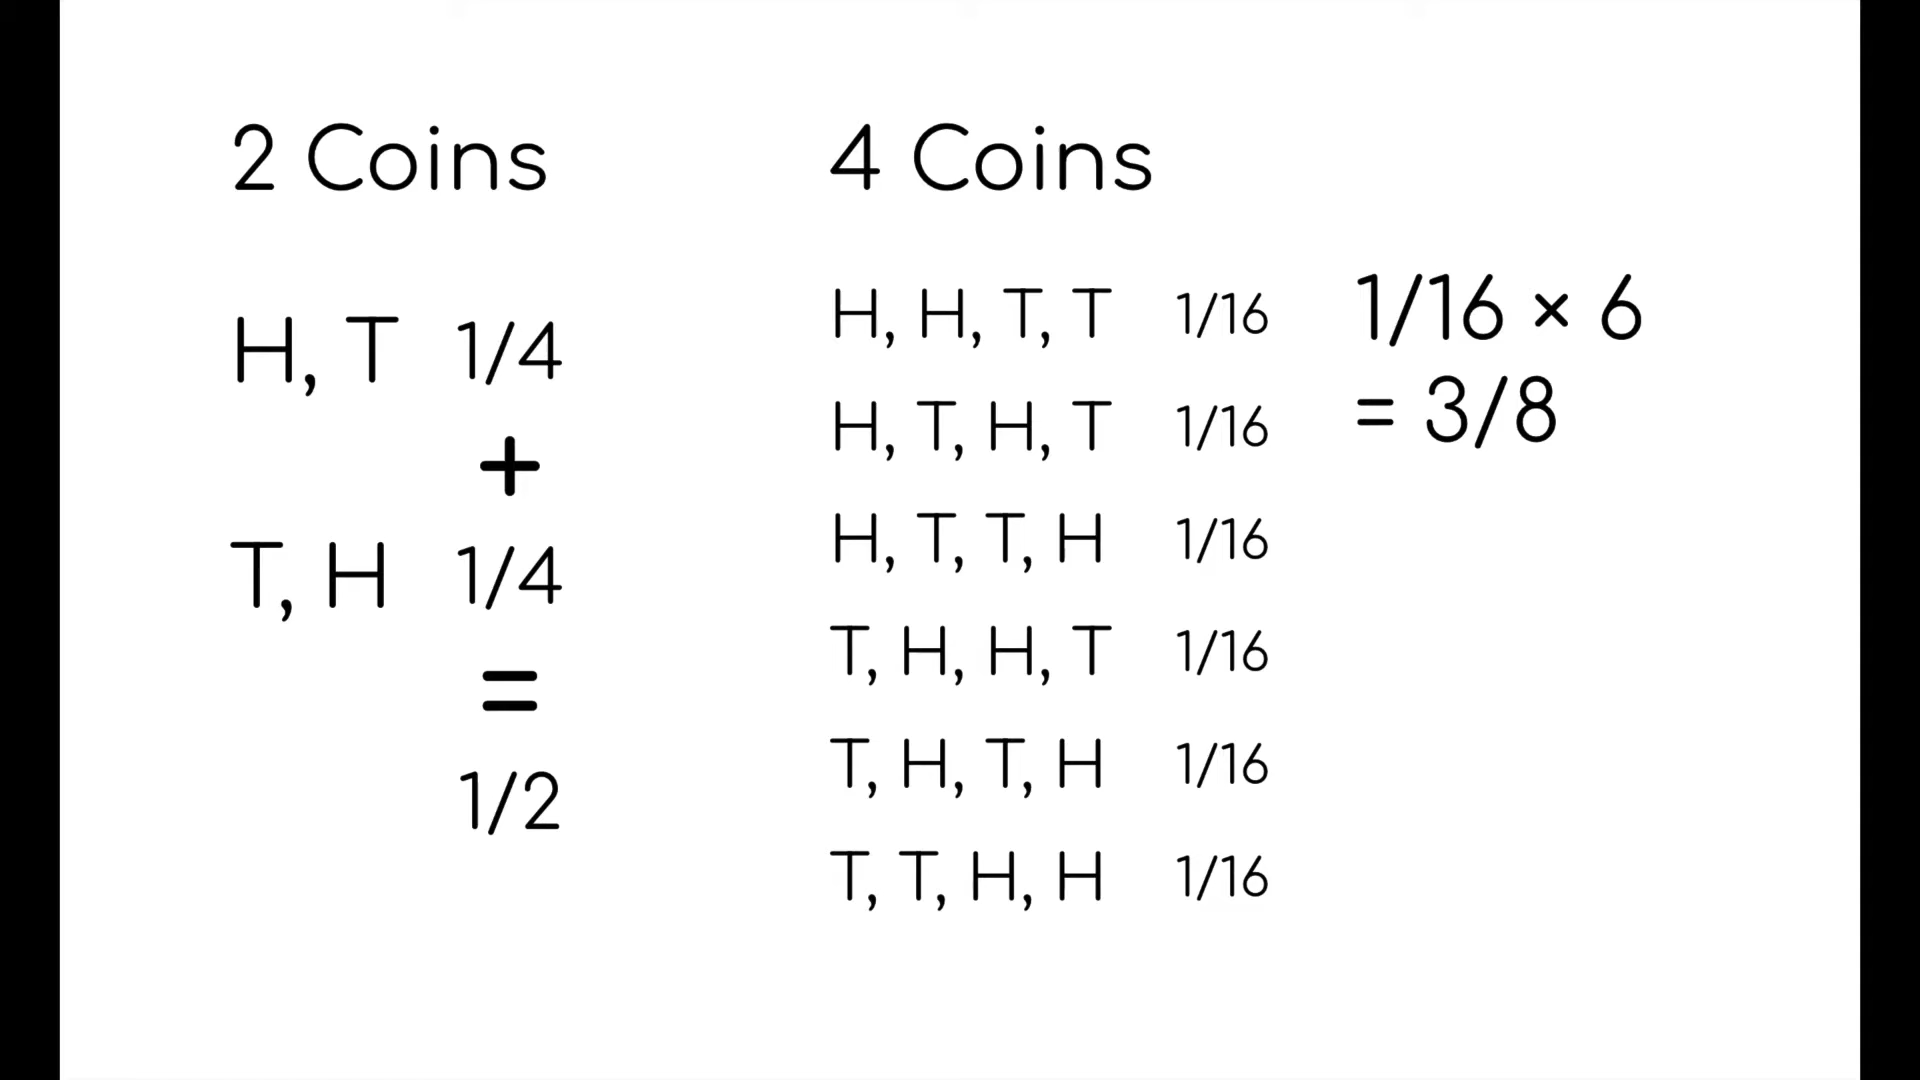 2 Coins
H, T 1/4
+
T, H 1/4
=
1/2
4 Coins
H, H, T, T 1/16
H, T, H, T 1/16
H, T, T, H 1/16
T, H, H, T 1/16
T, H, T, H 1/16
T, T, H, H 1/16
1/16 × 6
= 3/8